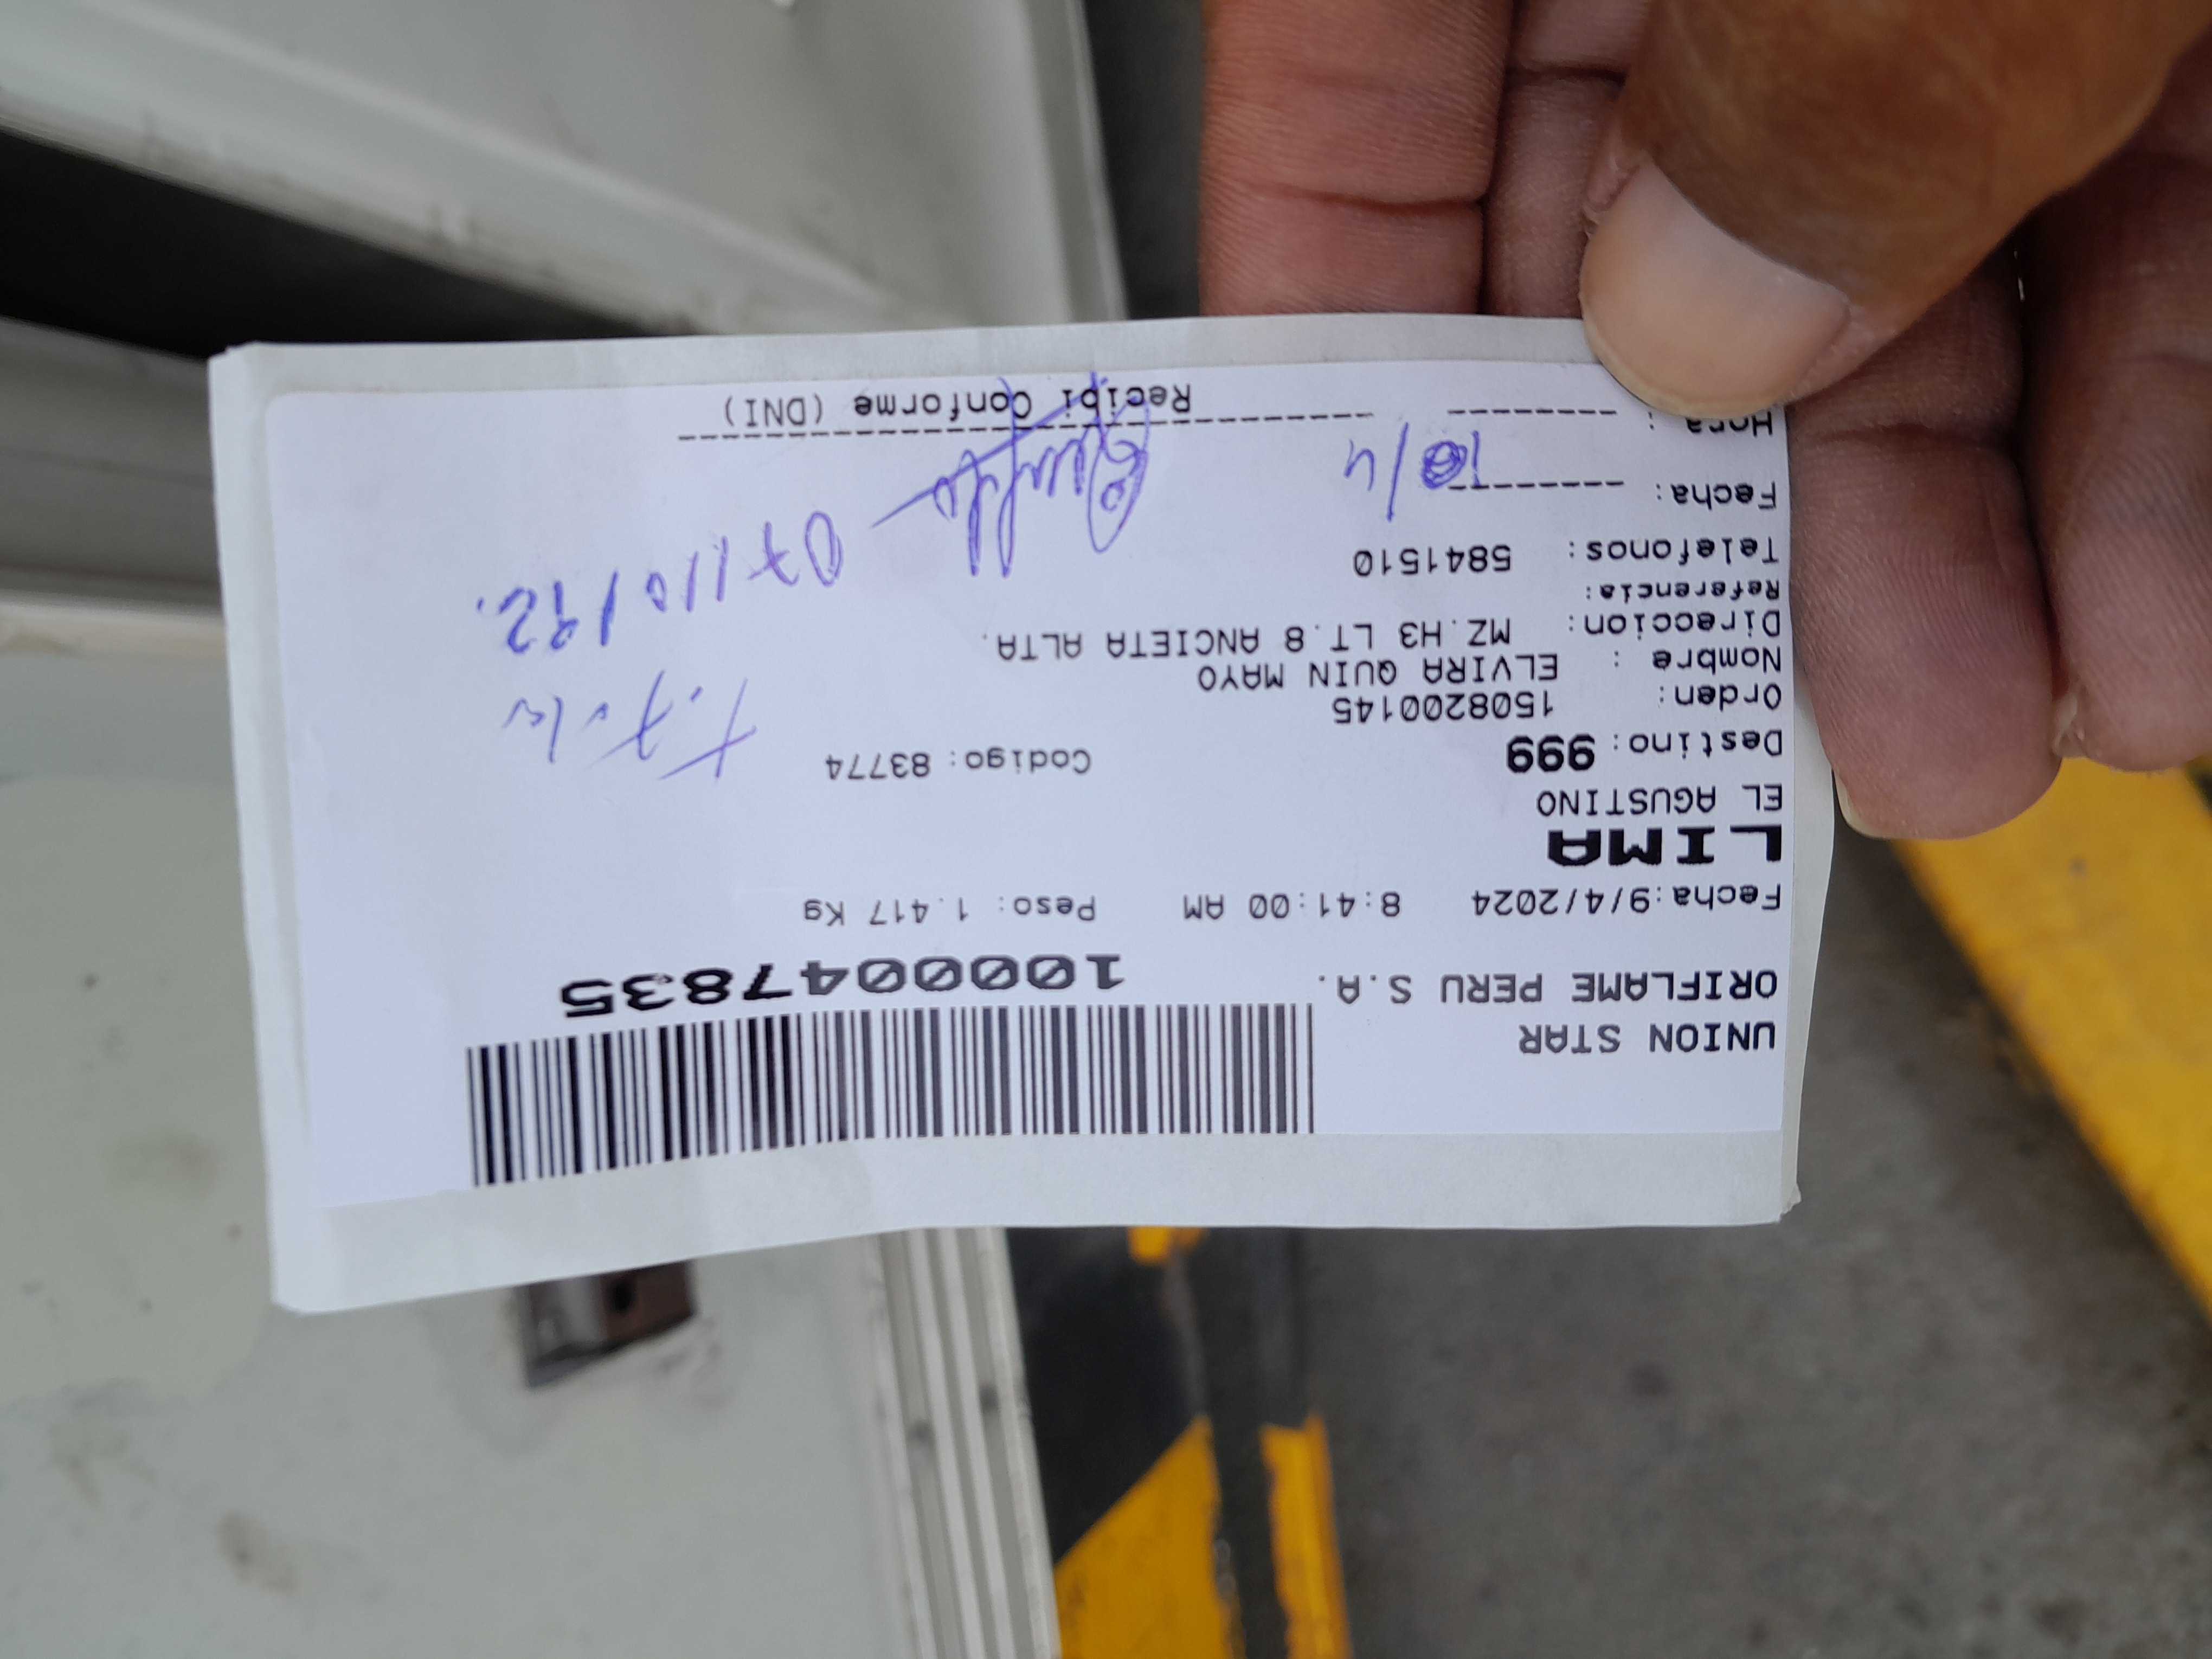 UNION STAR
ORIFLAME PERU S.A. 1000047835
Fecha:9/4/2024 8:41:00 AM Peso: 1.417 Kg
LIMA
EL AGUSTINO
Destino: 999 Codigo: 83774
Orden: 1508200145
Nombre : ELVIRA QUIN MAYO
Direccion: MZ.H3 LT.8 ANCIETA ALTA.
Referencia:
Telefonos: 5841510
Fecha: 10/4
Hora :
Recibi Conforme (DNI)